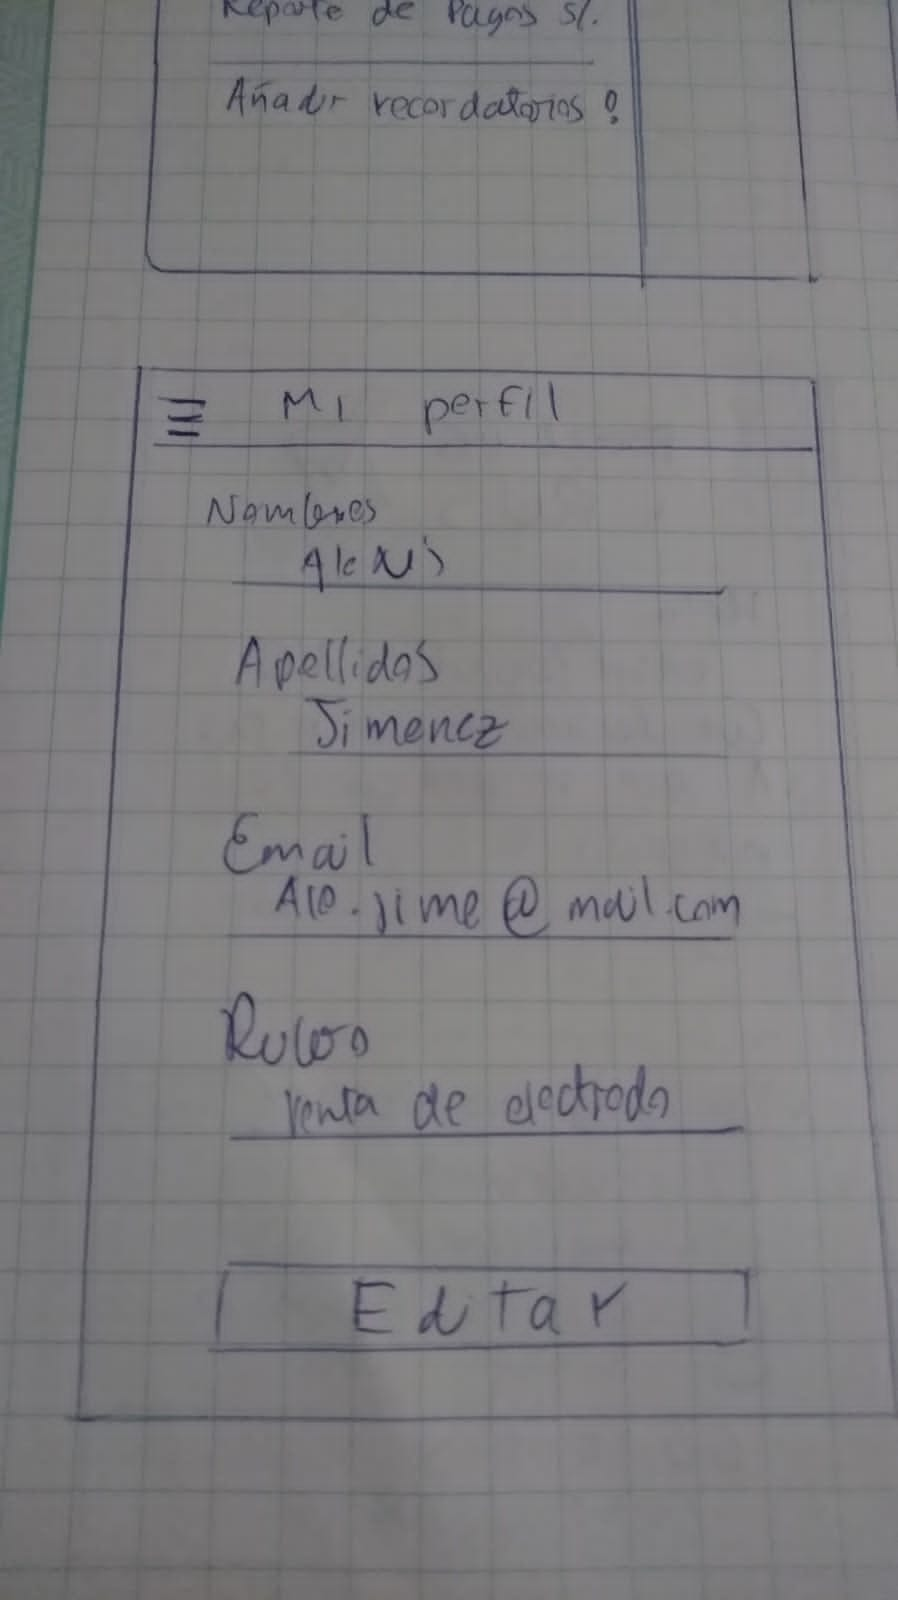 Reporte de Pagos S/.
Añadir recordatorios !
Mi perfil
Nombres
Alexis
Apellidos
Jimenez
Email
Ale.jime@mail.com
Rubro
venta de electrodo
Editar